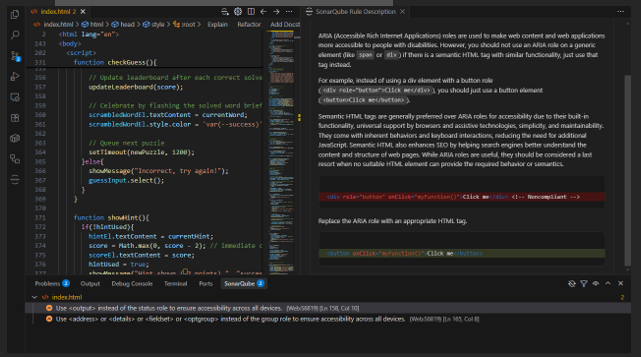 index.html 2
SonarQube Rule Description
index.html > html > head > style > :root
Explain
Refactor
Add Docst
2 <html lang="en">
143 <body>
202 <script>
331 function checkGuess(){
356 // Update leaderboard after each correct solve
357 updateLeaderboard(score);
358
359 // Celebrate by flashing the solved word brief
360 scrambledWordEl.textContent = currentWord;
361 scrambledWordEl.style.color = 'var(--success)'
362
363 // Queue next puzzle
364 setTimeout(newPuzzle, 1200);
365 }else{
366 showMessage("Incorrect, try again!");
367 guessInput.select();
368 }
369 }
370
371 function showHint(){
372 if(!hintUsed){
373 hintEl.textContent = currentHint;
374 score = Math.max(0, score - 2); // immediate c
375 scoreEl.textContent = score;
376 hintUsed = true;
377 showMessage("Hint shown (-2 points).", "success
ARIA (Accessible Rich Internet Applications) roles are used to make web content and web applications
more accessible to people with disabilities. However, you should not use an ARIA role on a generic
element (like span or div) if there is a semantic HTML tag with similar functionality, just use that
tag instead.
For example, instead of using a div element with a button role
(<div role="button">Click me</div>), you should just use a button element
(<button>Click me</button>).
Semantic HTML tags are generally preferred over ARIA roles for accessibility due to their built-in
functionality, universal support by browsers and assistive technologies, simplicity, and maintainability.
They come with inherent behaviors and keyboard interactions, reducing the need for additional
JavaScript. Semantic HTML also enhances SEO by helping search engines better understand the
content and structure of web pages. While ARIA roles are useful, they should be considered a last
resort when no suitable HTML element can provide the required behavior or semantics.
<div role="button" onClick="myFunction()">Click me</div> <!-- Noncompliant -->
Replace the ARIA role with an appropriate HTML tag.
<button onClick="myFunction()">Click me</button>
Problems 2
Output
Debug Console
Terminal
Ports
SonarQube 2
index.html
2
Use <output> instead of the status role to ensure accessibility across all devices. (Web:S6819) [Ln 158, Col 10]
Use <address> or <details> or <fieldset> or <optgroup> instead of the group role to ensure accessibility across all devices. (Web:S6819) [Ln 165, Col 8]